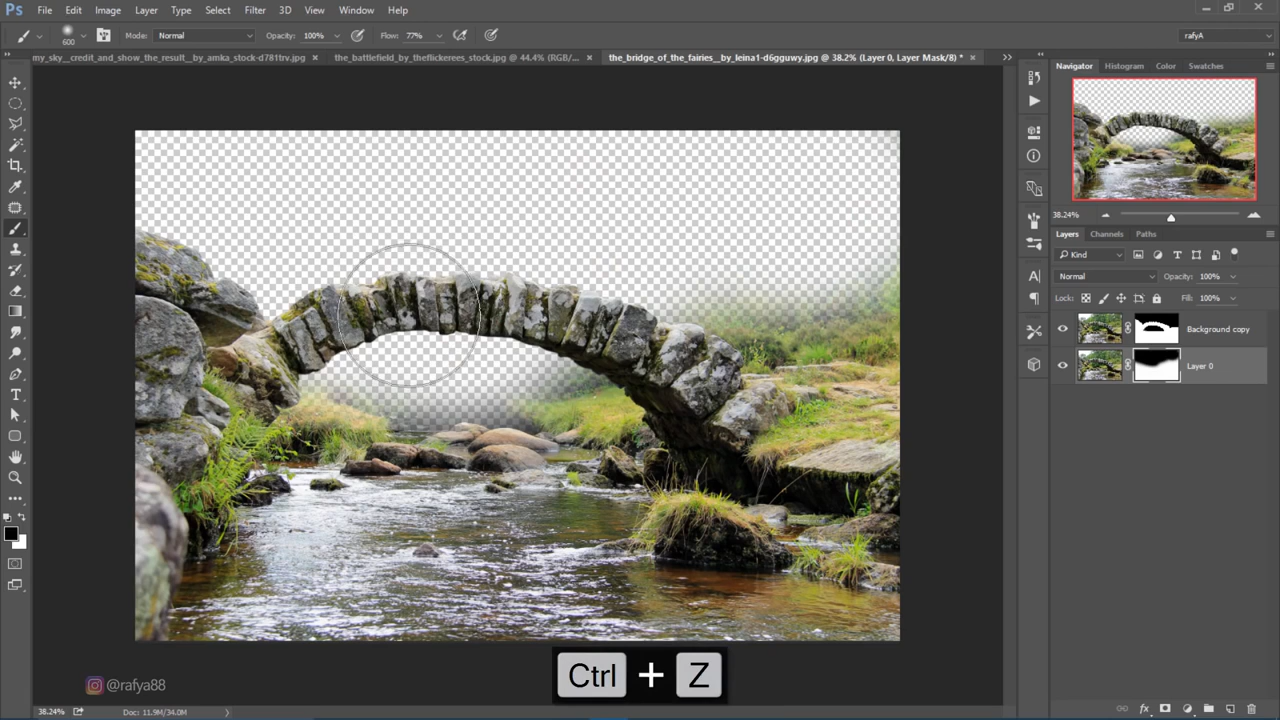 Ps File Edit Image Layer Type Select Filter 3D View Window Help
600 Mode: Normal Opacity: 100% Flow: 77% rafyA
my_sky__credit_and_show_the_result__by_amka_stock-d781trv.jpg × the_battlefield_by_theflickerees_stock.jpg @ 44.4% (RGB/... × the_bridge_of_the_fairies__by_leina1-d6gguwy.jpg @ 38.2% (Layer 0, Layer Mask/8) * ×
Navigator Histogram Color Swatches
38.24%
Layers Channels Paths
Kind
Normal Opacity: 100%
Lock: Fill: 100%
Background copy
Layer 0
Ctrl + Z
@rafya88
38.24% Doc: 11.9M/34.0M
fx